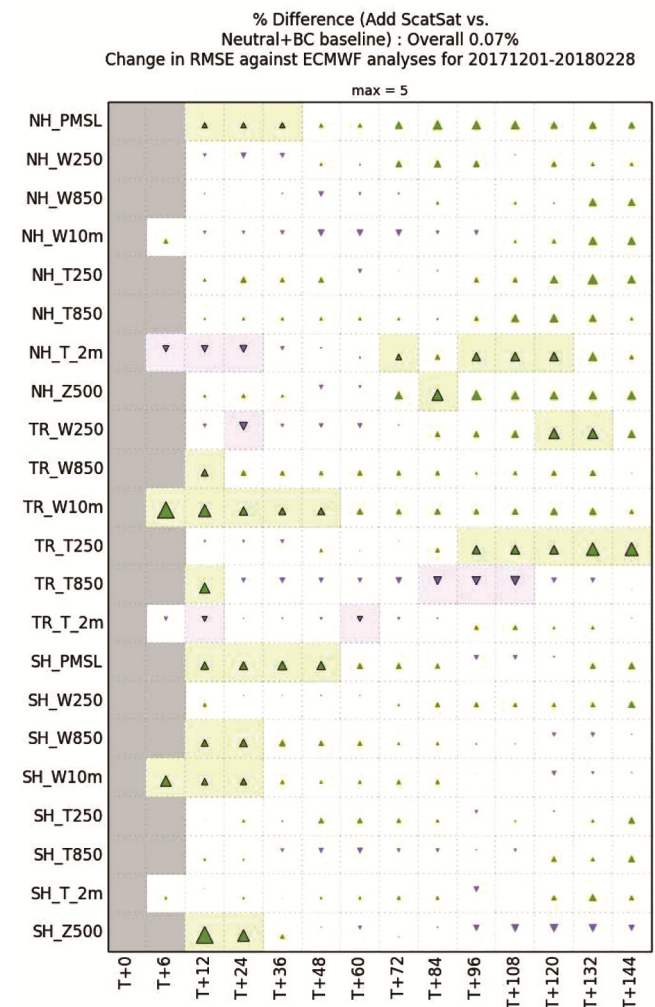 % Difference (Add ScatSat vs.
Neutral+BC baseline) : Overall 0.07%
Change in RMSE against ECMWF analyses for 20171201-20180228
max = 5
NH_PMSL
NH_W250
NH_W850
NH_W10m
NH_T250
NH_T850
NH_T_2m
NH_Z500
TR_W250
TR_W850
TR_W10m
TR_T250
TR_T850
TR_T_2m
SH_PMSL
SH_W250
SH_W850
SH_W10m
SH_T250
SH_T850
SH_T_2m
SH_Z500
T+0
T+6
T+12
T+24
T+36
T+48
T+60
T+72
T+84
T+96
T+108
T+120
T+132
T+144